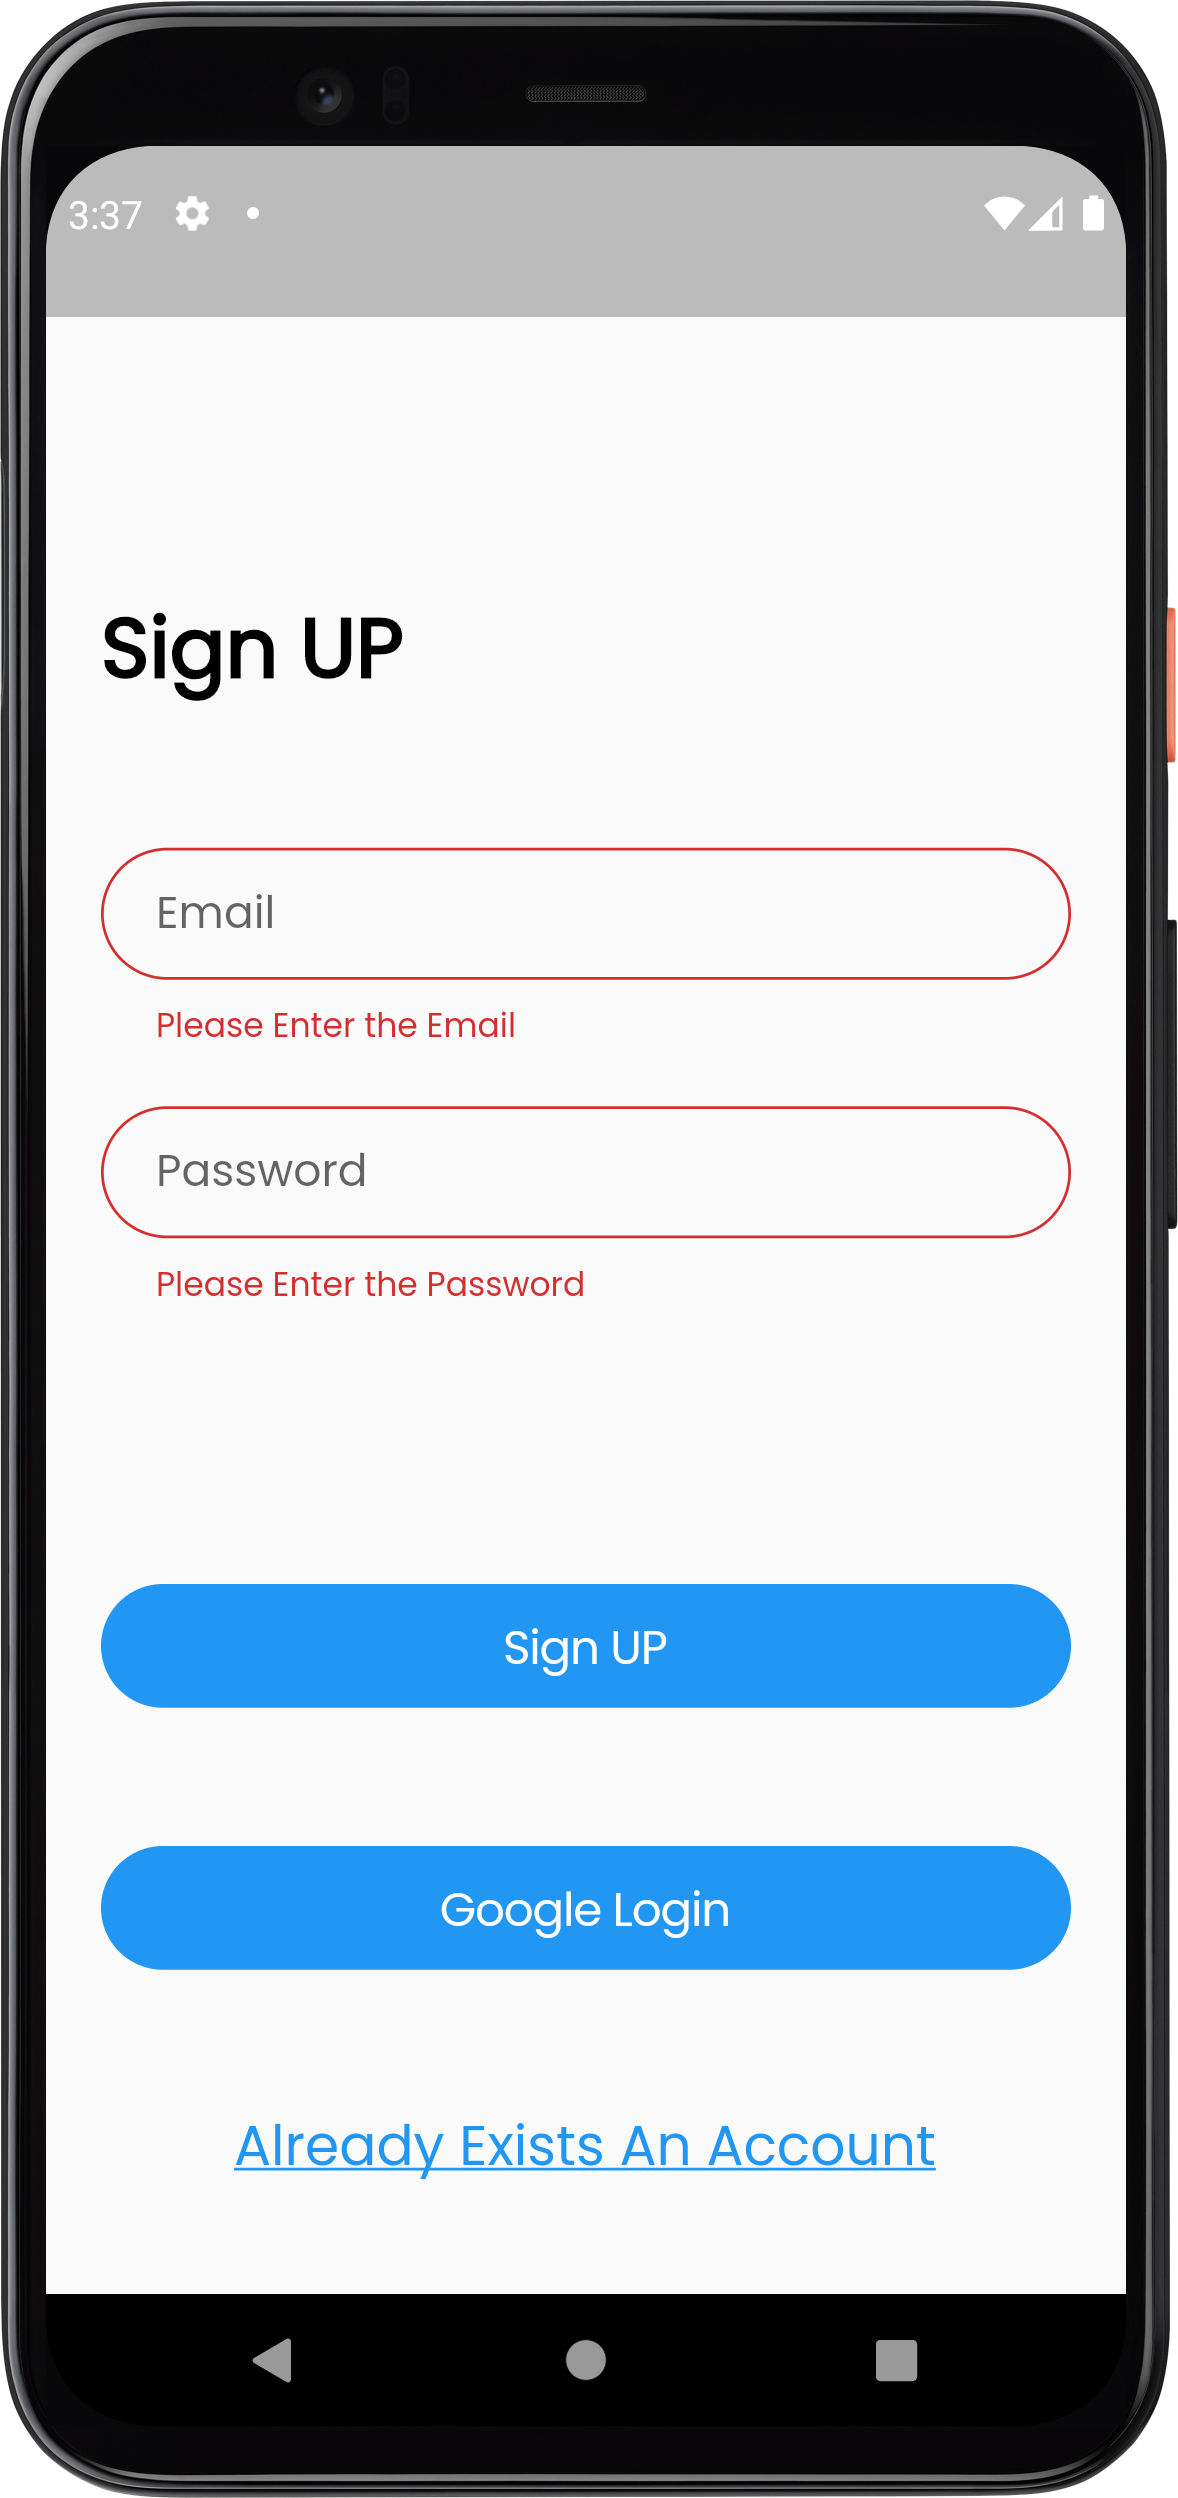 3:37
Sign UP
Email
Please Enter the Email
Password
Please Enter the Password
Sign UP
Google Login
Already Exists An Account